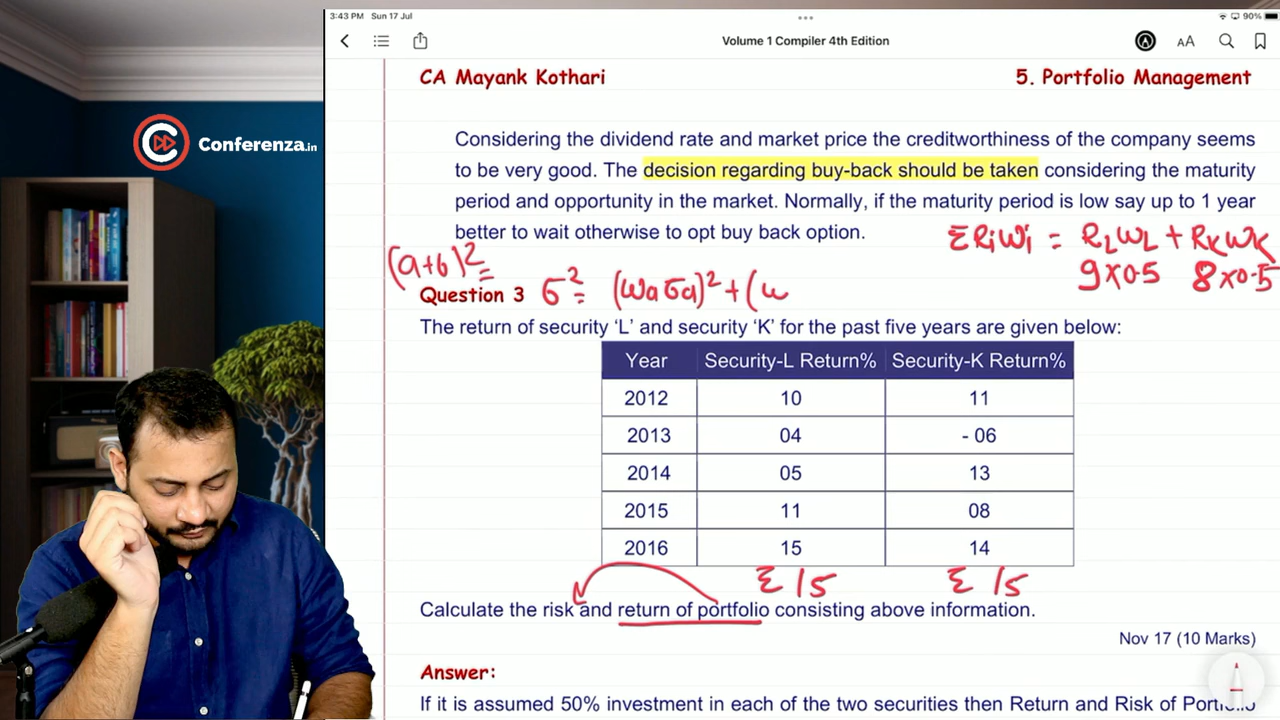 3:43 PM Sun 17 Jul
90%
Volume 1 Compiler 4th Edition
AA
Conferenza.in
CA Mayank Kothari
5. Portfolio Management
Considering the dividend rate and market price the creditworthiness of the company seems
to be very good. The decision regarding buy-back should be taken considering the maturity
period and opportunity in the market. Normally, if the maturity period is low say up to 1 year
better to wait otherwise to opt buy back option.
ΣRiWi = RLWL + RKWK
9×0.5 8×0.5
(a+b)² =
Question 3
σ² = (Wa σa)² + (w
The return of security ‘L’ and security ‘K’ for the past five years are given below:
Year Security-L Return% Security-K Return%
2012 10 11
2013 04 - 06
2014 05 13
2015 11 08
2016 15 14
Σ /5 Σ /5
Calculate the risk and return of portfolio consisting above information.
Nov 17 (10 Marks)
Answer:
If it is assumed 50% investment in each of the two securities then Return and Risk of Portfolio